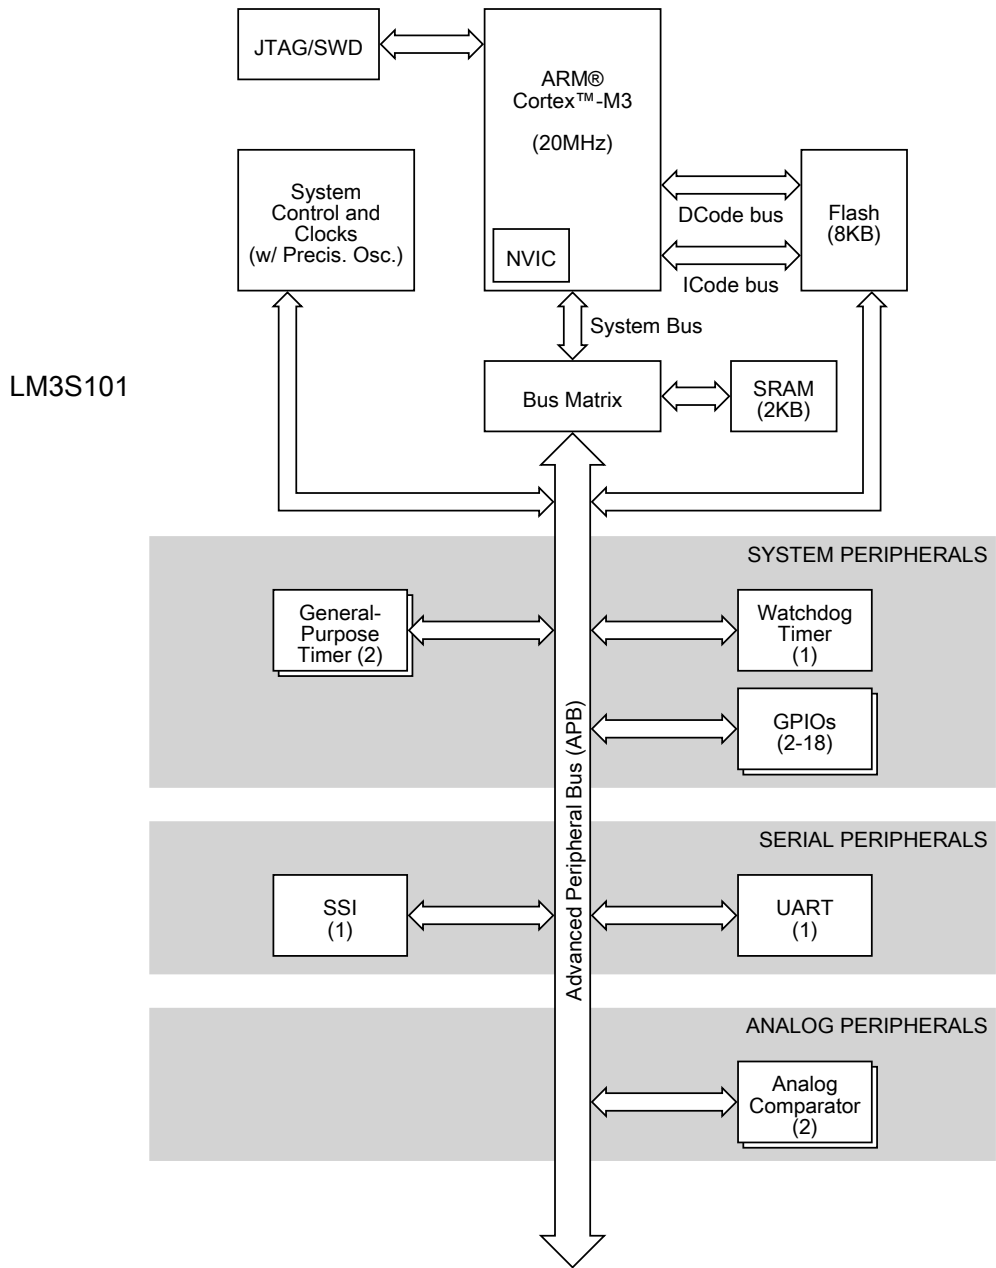 JTAG/SWD
ARM®
Cortex™-M3
(20MHz)
NVIC
System
Control and
Clocks
(w/ Precis. Osc.)
DCode bus
ICode bus
Flash
(8KB)
System Bus
LM3S101
Bus Matrix
SRAM
(2KB)
SYSTEM PERIPHERALS
General-
Purpose
Timer (2)
Watchdog
Timer
(1)
GPIOs
(2-18)
Advanced Peripheral Bus (APB)
SERIAL PERIPHERALS
SSI
(1)
UART
(1)
ANALOG PERIPHERALS
Analog
Comparator
(2)